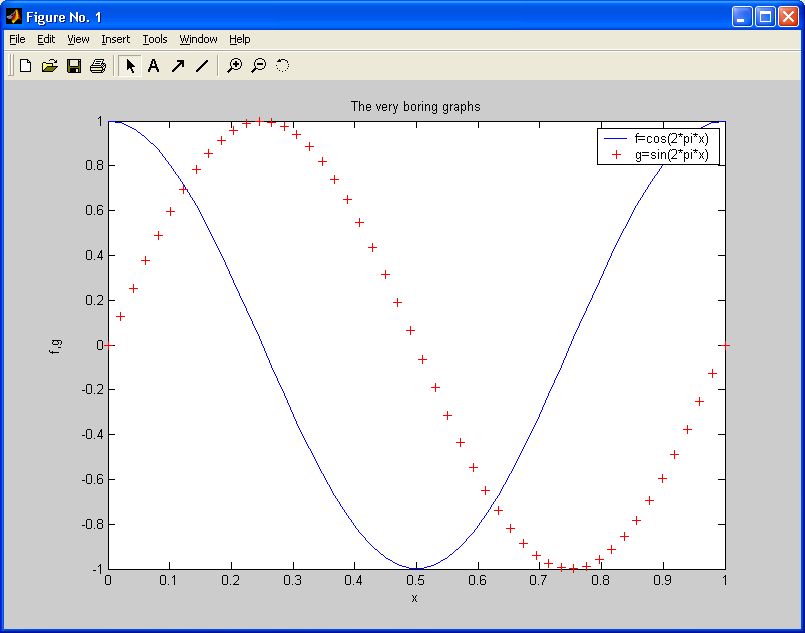 Figure No. 1
File Edit View Insert Tools Window Help
A
The very boring graphs
f=cos(2*pi*x)
g=sin(2*pi*x)
1
0.8
0.6
0.4
0.2
0
-0.2
-0.4
-0.6
-0.8
-1
f,g
0 0.1 0.2 0.3 0.4 0.5 0.6 0.7 0.8 0.9 1
x